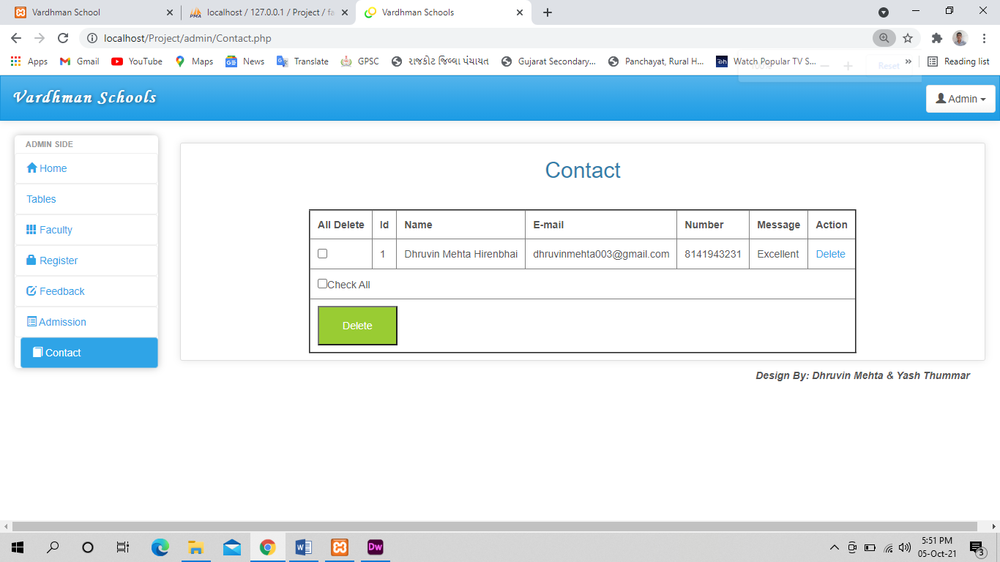 Vardhman School
localhost / 127.0.0.1 / Project / fa
Vardhman Schools
localhost/Project/admin/Contact.php
Apps Gmail YouTube Maps News Translate GPSC રાજકોટ જિલ્લા પંચાયત Gujarat Secondary... Panchayat, Rural H... Watch Popular TV S... » Reading list
Reset
Vardhman Schools
Admin
ADMIN SIDE
Home
Tables
Faculty
Register
Feedback
Admission
Contact
Contact
All Delete Id Name E-mail Number Message Action
1 Dhruvin Mehta Hirenbhai dhruvinmehta003@gmail.com 8141943231 Excellent Delete
Check All
Delete
Design By: Dhruvin Mehta & Yash Thummar
5:51 PM
05-Oct-21
3